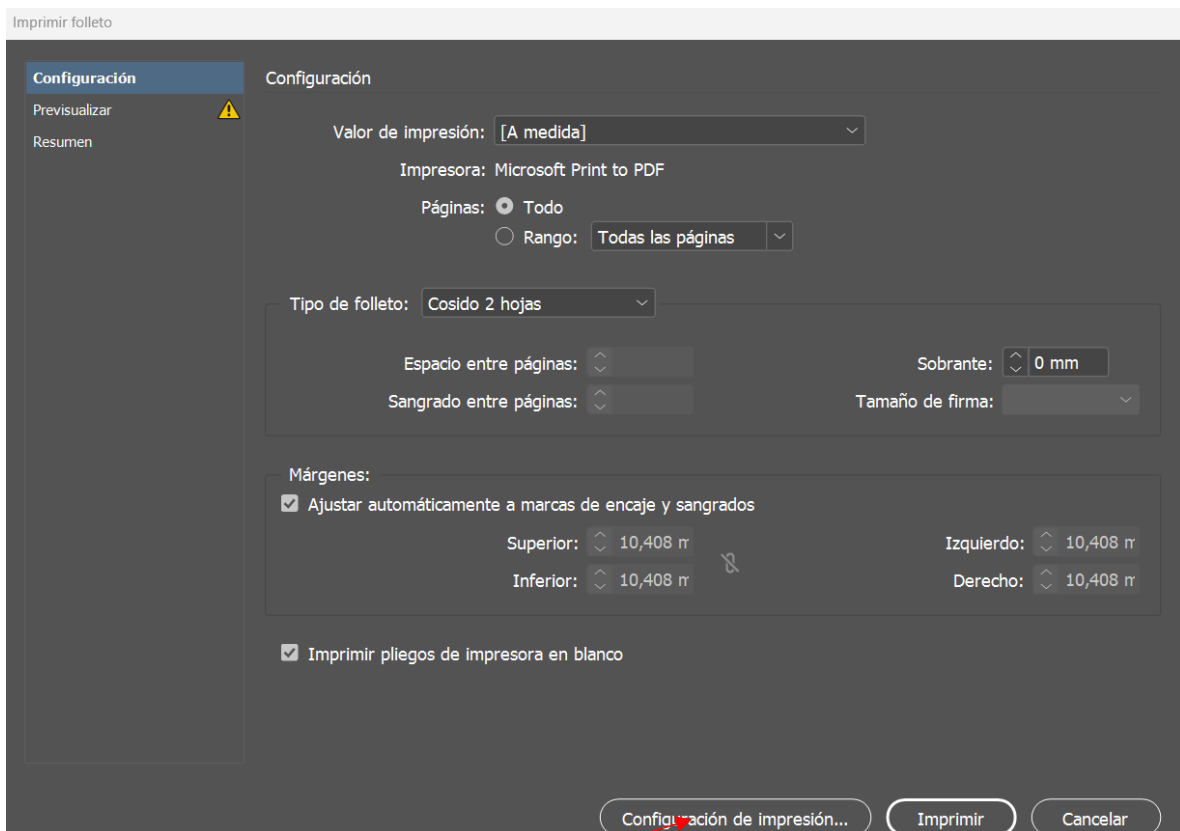 Imprimir folleto
Configuración
Previsualizar
Resumen
Configuración
Valor de impresión: [A medida]
Impresora: Microsoft Print to PDF
Páginas: Todo
Rango: Todas las páginas
Tipo de folleto: Cosido 2 hojas
Espacio entre páginas:
Sobrante: 0 mm
Sangrado entre páginas:
Tamaño de firma:
Márgenes:
Ajustar automáticamente a marcas de encaje y sangrados
Superior: 10,408 m
Izquierdo: 10,408 m
Inferior: 10,408 m
Derecho: 10,408 m
Imprimir pliegos de impresora en blanco
Configuración de impresión... Imprimir Cancelar